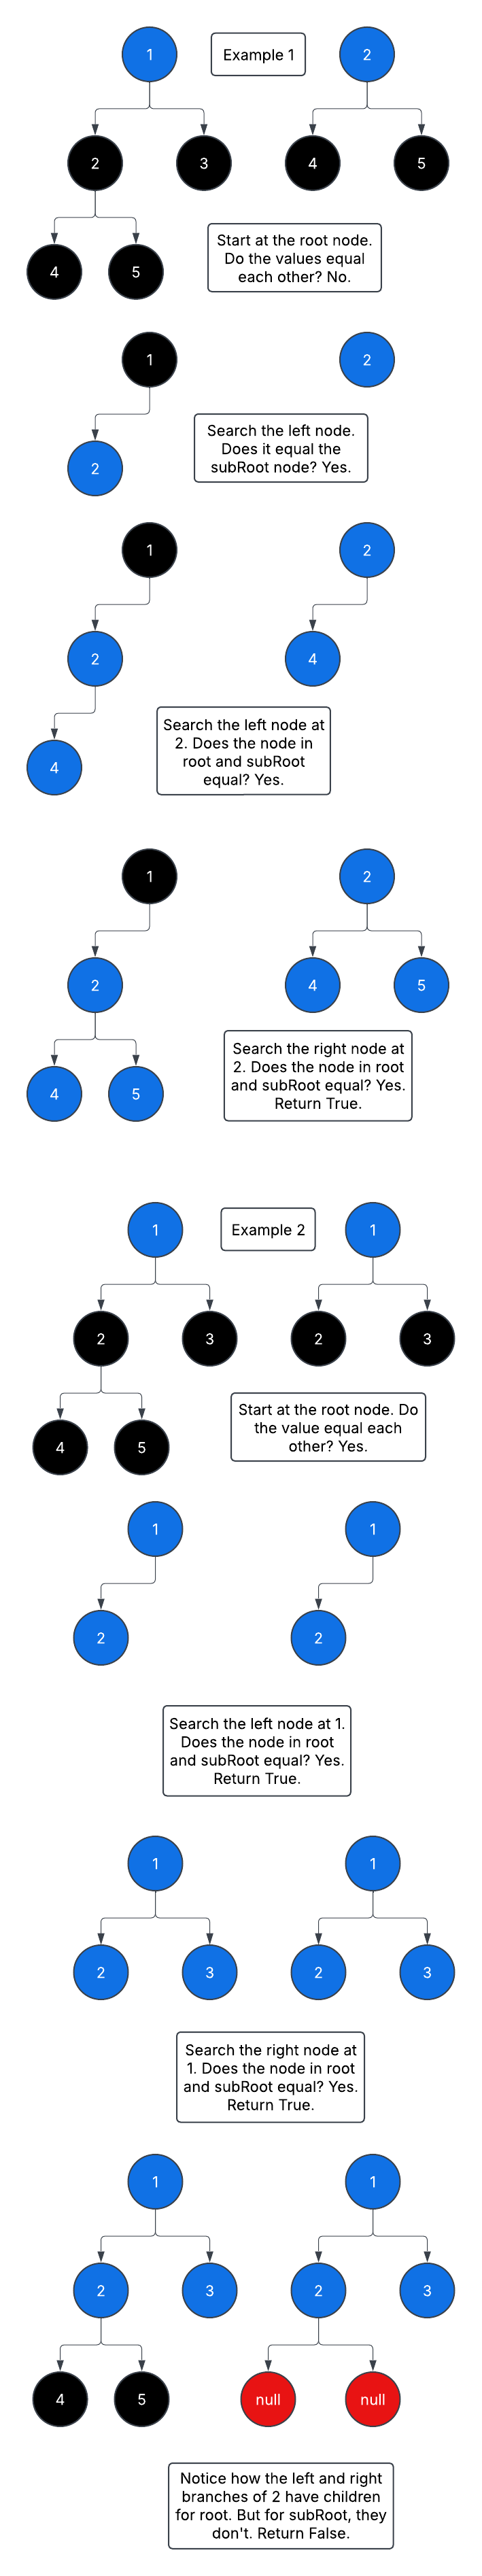 1
Example 1
2
2
3
4
5
4
5
Start at the root node.
Do the values equal
each other? No.
1
2
2
Search the left node.
Does it equal the
subRoot node? Yes.
1
2
2
4
4
Search the left node at
2. Does the node in
root and subRoot
equal? Yes.
1
2
2
4
5
4
5
Search the right node at
2. Does the node in root
and subRoot equal? Yes.
Return True.
1
Example 2
1
2
3
2
3
4
5
Start at the root node. Do
the value equal each
other? Yes.
1
1
2
2
Search the left node at 1.
Does the node in root
and subRoot equal? Yes.
Return True.
1
1
2
3
2
3
Search the right node at
1. Does the node in root
and subRoot equal? Yes.
Return True.
1
1
2
3
2
3
4
5
null
null
Notice how the left and right
branches of 2 have children
for root. But for subRoot, they
don't. Return False.